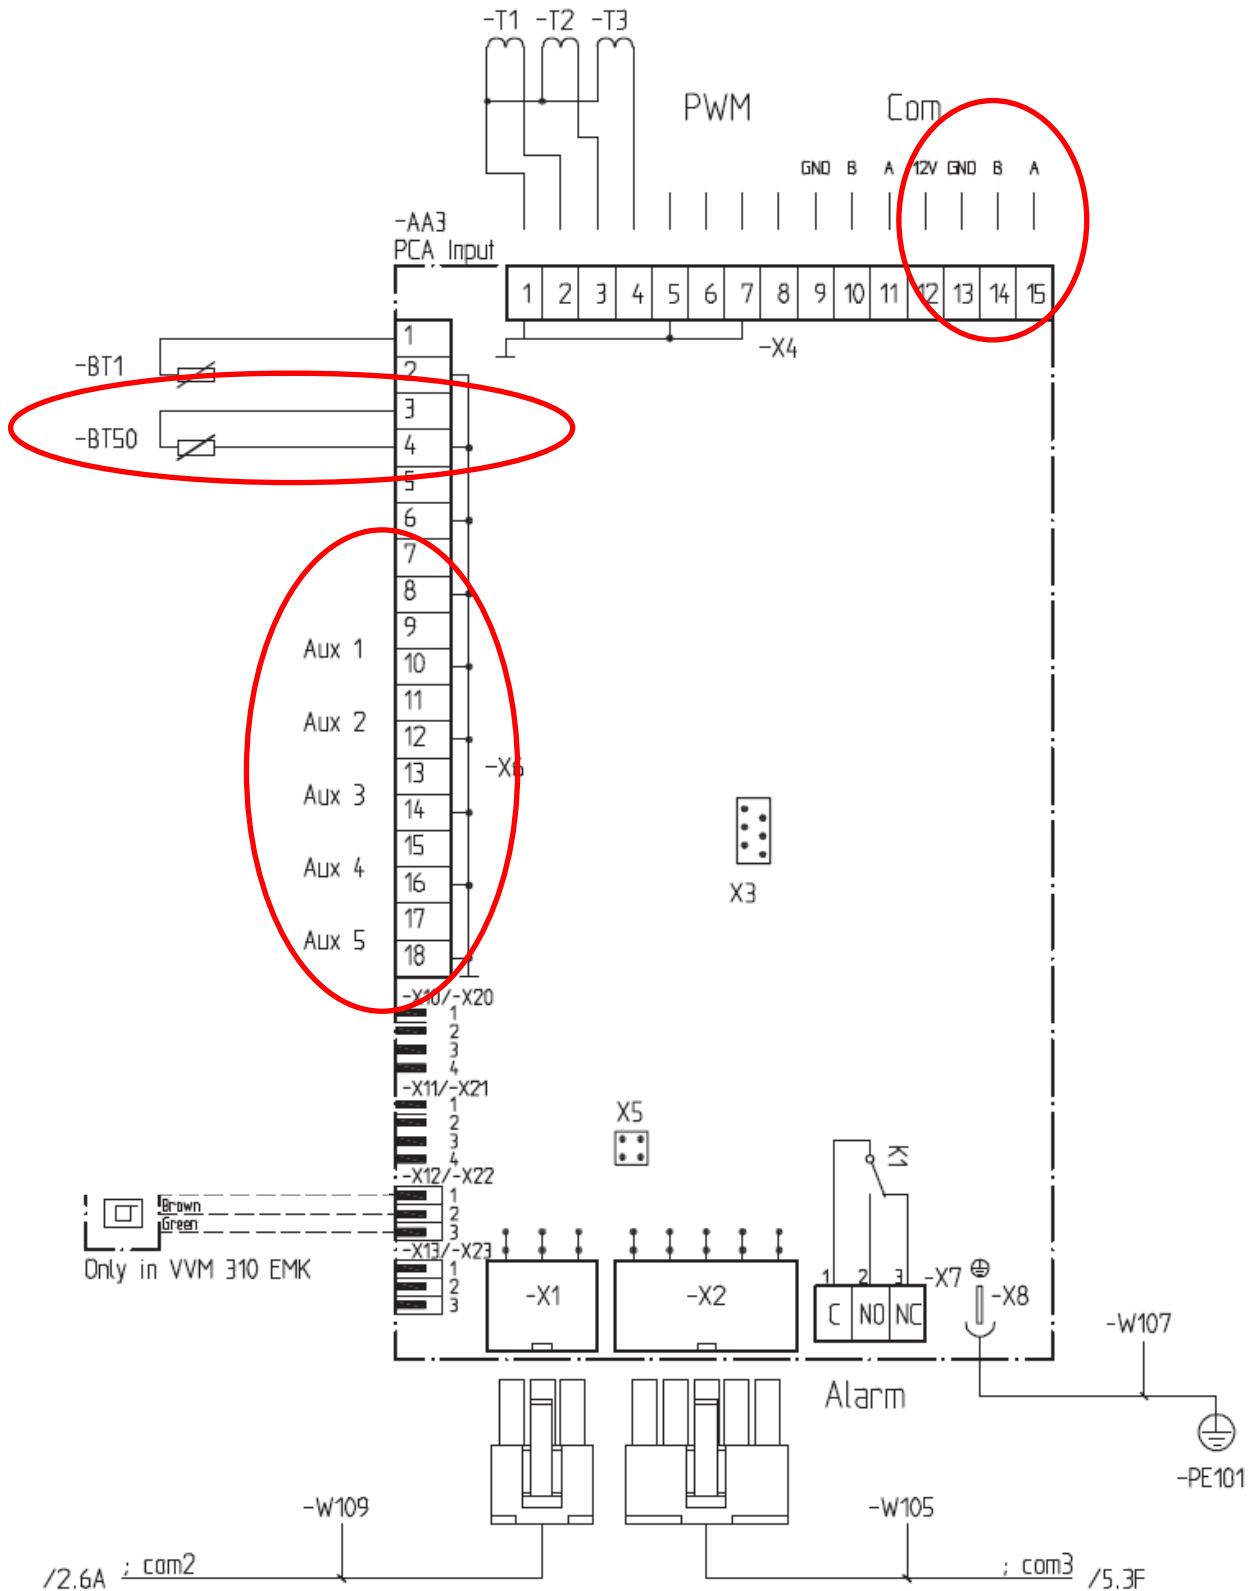 -T1 -T2 -T3
PWM Com
GND B A 12V GND B A
-AA3
PCA Input
1 2 3 4 5 6 7 8 9 10 11 12 13 14 15
-X4
1
-BT1
2
3
-BT50
4
5
6
7
8
9
Aux 1
10
11
Aux 2
12
13
-X6
Aux 3
14
15
Aux 4
16
17
Aux 5
18
X3
-X10/-X20
1
2
3
4
-X11/-X21
1
2
3
4
X5
K1
-X12/-X22
1
Brown
2
Green
3
-X13/-X23
1
2
3
Only in VVM 310 EMK
-X1
-X2
1 2 3
-X7
C NO NC
-X8
-W107
Alarm
-PE101
-W109
-W105
/2.6A ; com2
; com3 /5.3F